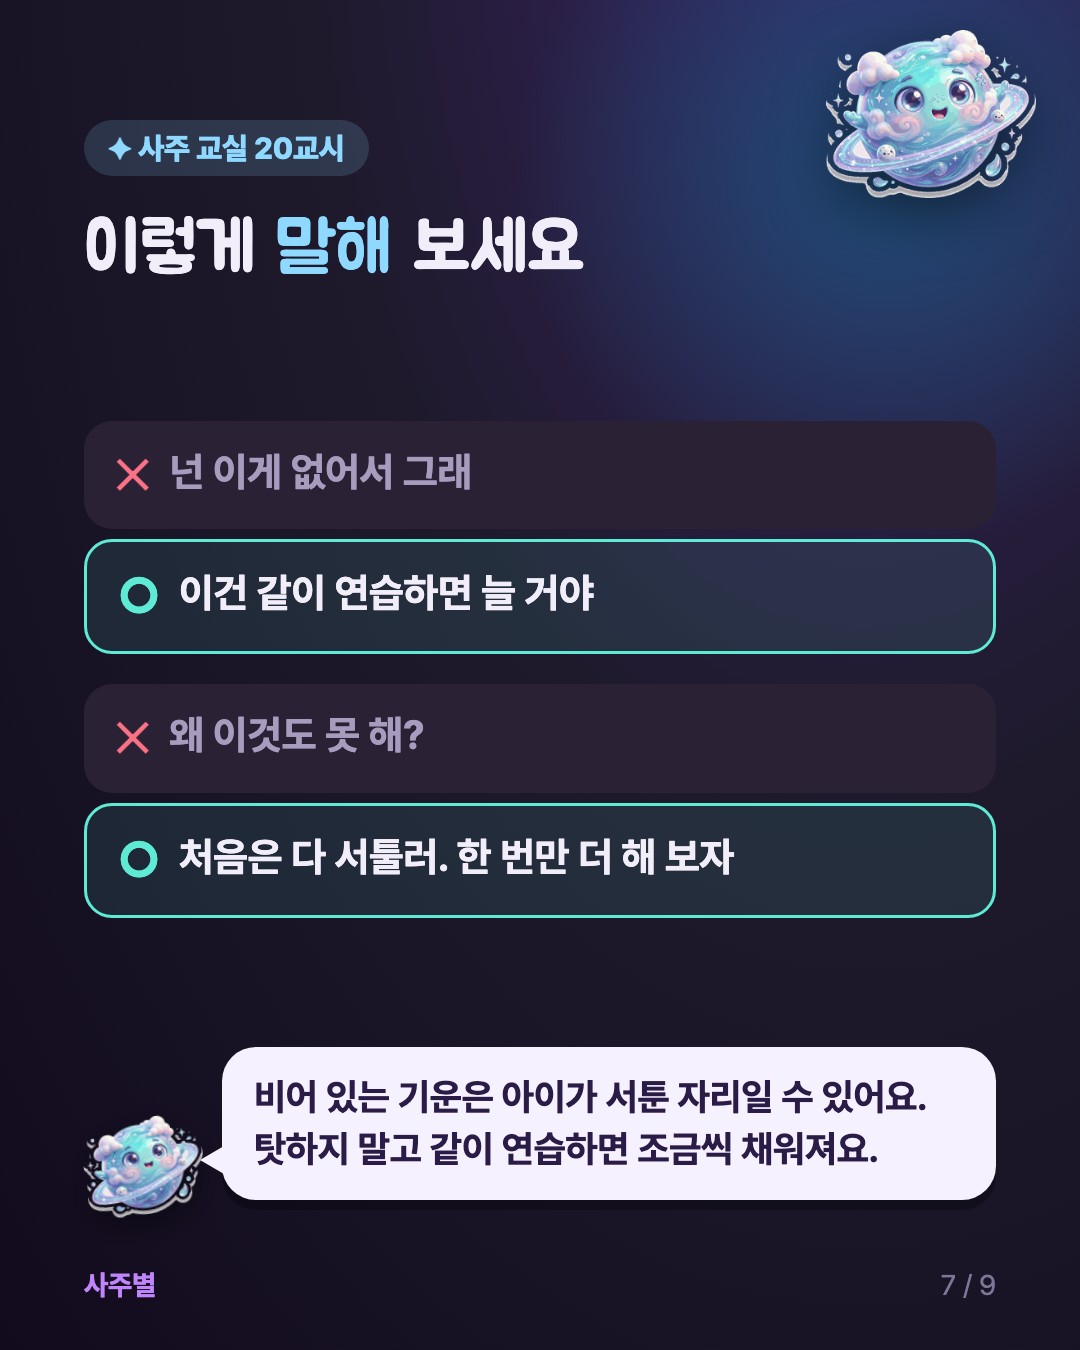 사주 교실 20교시
이렇게 말해 보세요
넌 이게 없어서 그래
이건 같이 연습하면 늘 거야
왜 이것도 못 해?
처음은 다 서툴러. 한 번만 더 해 보자
비어 있는 기운은 아이가 서툰 자리일 수 있어요.
탓하지 말고 같이 연습하면 조금씩 채워져요.
사주별
7 / 9